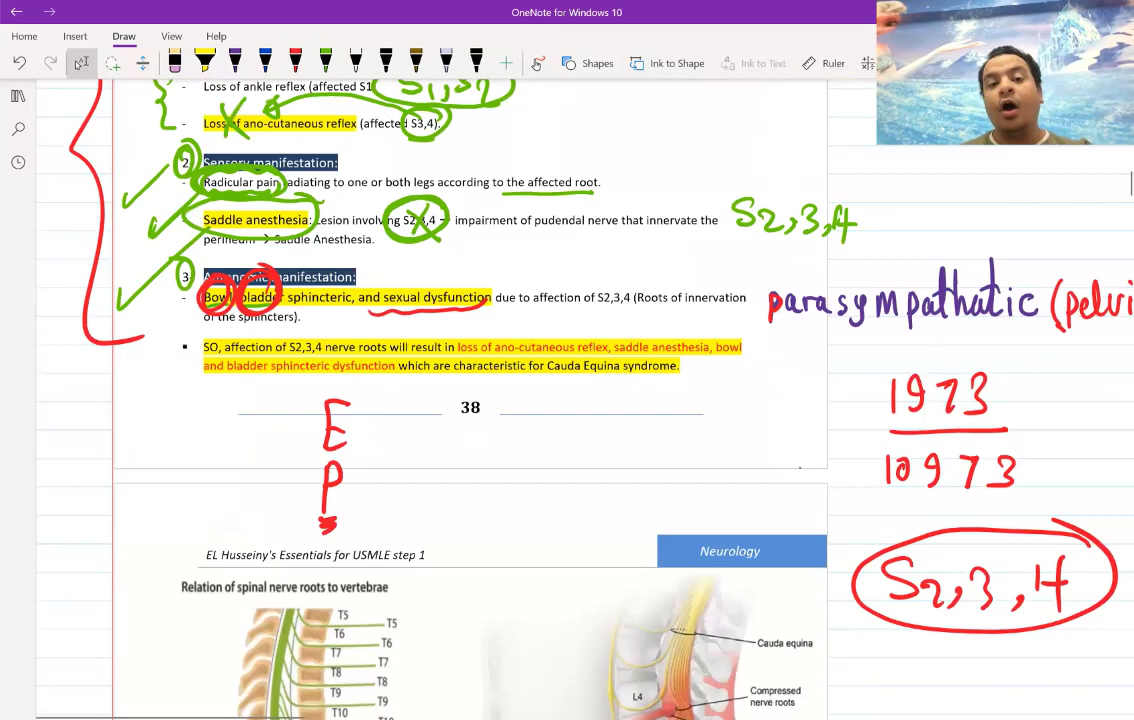 OneNote for Windows 10
Home Insert Draw View Help
Shapes Ink to Shape Ink to Text Ruler
- Loss of ankle reflex (affected S1
S1,S2
- Loss of ano-cutaneous reflex (affected S3,4).
2 Sensory manifestation:
- Radicular pain radiating to one or both legs according to the affected root.
Saddle anesthesia: Lesion involving S2,3,4 → impairment of pudendal nerve that innervate the
perineum → Saddle Anesthesia.
S2,3,4
3- manifestation:
- Bowl, bladder sphincteric, and sexual dysfunction due to affection of S2,3,4 (Roots of innervation
of the sphincters).
parasympathatic (pelvi
▪ SO, affection of S2,3,4 nerve roots will result in loss of ano-cutaneous reflex, saddle anesthesia, bowl
and bladder sphincteric dysfunction which are characteristic for Cauda Equina syndrome.
38
E
P
1973
10973
S2,3,4
EL Husseiny's Essentials for USMLE step 1 Neurology
Relation of spinal nerve roots to vertebrae
T5 T5
T6 T6
T7 T7
T8 T8
T9 T9
T10
Cauda equina
L4
Compressed
nerve roots